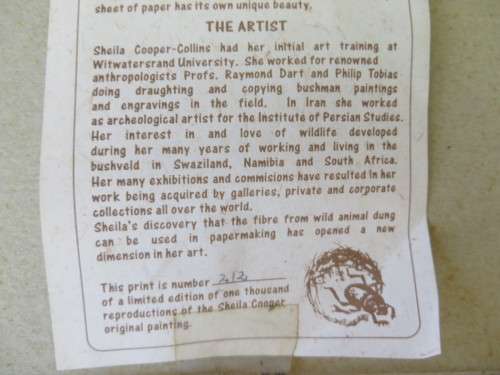 sheet of paper has its own unique beauty.
THE ARTIST
Sheila Cooper-Collins had her initial art training at
Witwatersrand University. She worked for renowned
anthropologists Profs. Raymond Dart and Philip Tobias
doing draughting and copying bushman paintings
and engravings in the field. In Iran she worked
as archeological artist for the Institute of Persian Studies.
Her interest in and love of wildlife developed
during her many years of working and living in the
bushveld in Swaziland, Namibia and South Africa.
Her many exhibitions and commisions have resulted in her
work being acquired by galleries, private and corporate
collections all over the world.
Sheila's discovery that the fibre from wild animal dung
can be used in papermaking has opened a new
dimension in her art.
This print is number 212
of a limited edition of one thousand
reproductions of the Sheila Cooper
original painting.